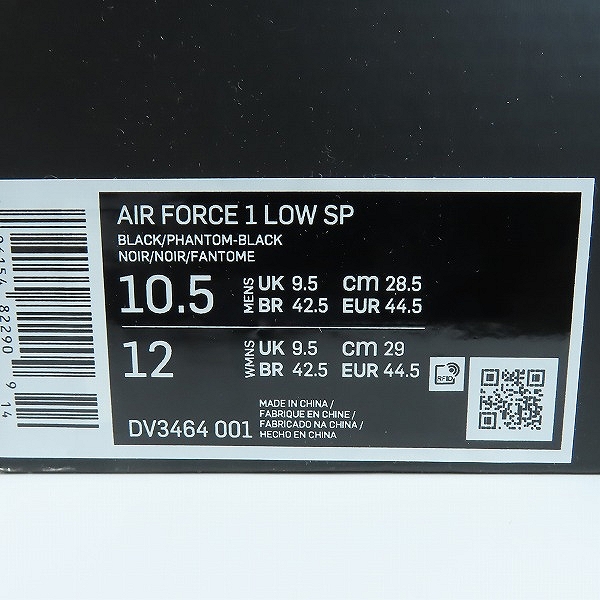 AIR FORCE 1 LOW SP
BLACK/PHANTOM-BLACK
NOIR/NOIR/FANTOME
10.5 MENS UK 9.5 CM 28.5
BR 42.5 EUR 44.5
12 WMNS UK 9.5 CM 29
BR 42.5 EUR 44.5
RFID
MADE IN CHINA /
FABRIQUE EN CHINE /
FABRICADO NA CHINA /
HECHO EN CHINA
DV3464 001
82290 9 14